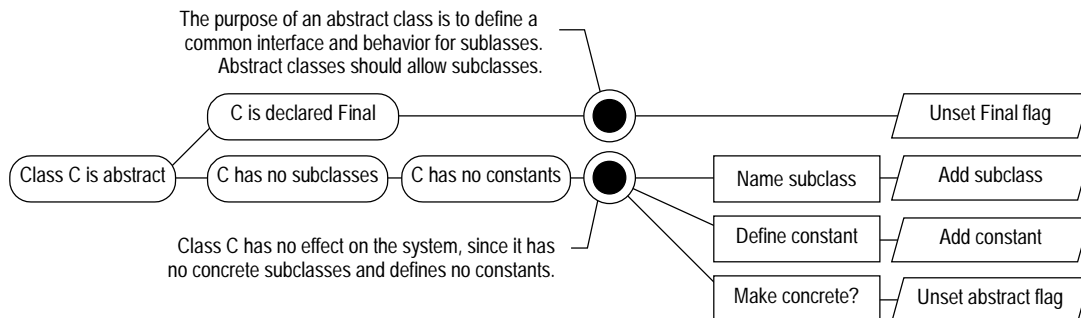 The purpose of an abstract class is to define a
common interface and behavior for sublasses.
Abstract classes should allow subclasses.
C is declared Final
Unset Final flag
Class C is abstract
C has no subclasses
C has no constants
Name subclass
Add subclass
Class C has no effect on the system, since it has
no concrete subclasses and defines no constants.
Define constant
Add constant
Make concrete?
Unset abstract flag